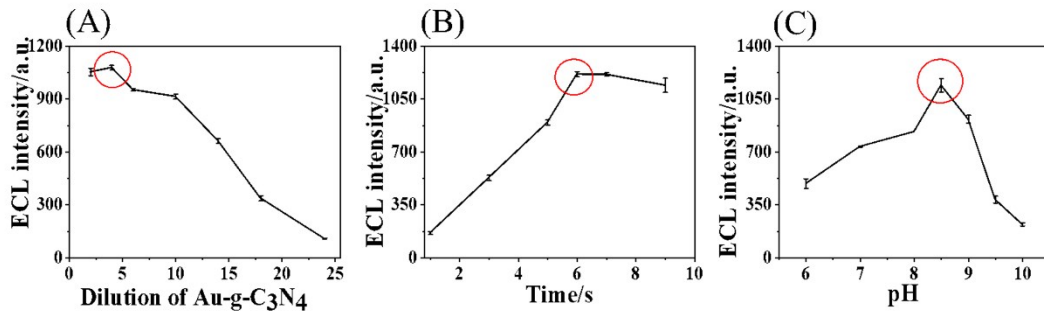 (A)
ECL intensity/a.u.
1200
900
600
300
0
0 5 10 15 20 25
Dilution of Au-g-C₃N₄
(B)
ECL intensity/a.u.
1400
1050
700
350
0
2 4 6 8 10
Time/s
(C)
ECL intensity/a.u.
1400
1050
700
350
0
6 7 8 9 10
pH